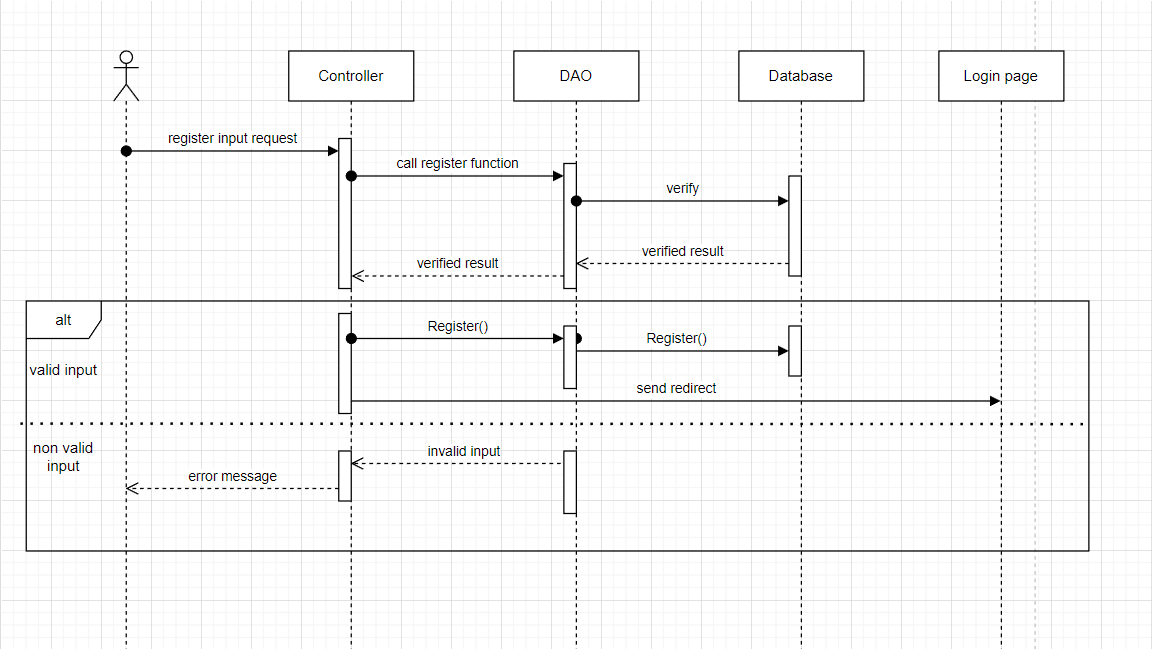 Controller
DAO
Database
Login page
register input request
call register function
verify
verified result
verified result
alt
Register()
Register()
valid input
send redirect
non valid
input
invalid input
error message